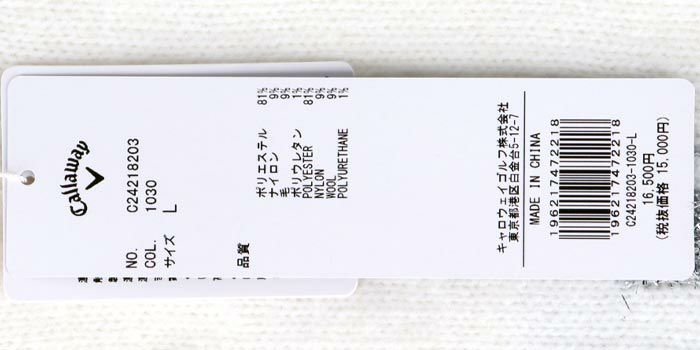 Callaway
NO. C24218203
COL. 1030
サイズ L
品質
ポリエステル 81%
ナイロン 9%
毛 9%
ポリウレタン 1%
POLYESTER 81%
NYLON 9%
WOOL 9%
POLYURETHANE 1%
キャロウェイゴルフ株式会社
東京都港区白金台5-12-7
MADE IN CHINA
196217472218
196217472218
C24218203-1030-L
16,500円
(税抜価格 15,000円)